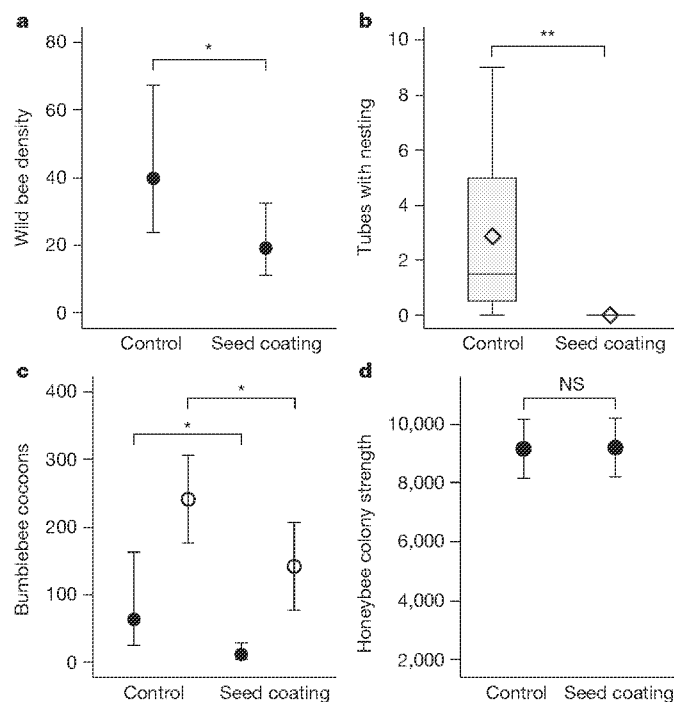 a
*
80
60
40
20
0
Wild bee density
Control Seed coating
b
**
10
8
6
4
2
0
Tubes with nesting
Control Seed coating
c
*
*
400
300
200
100
0
Bumblebee cocoons
Control Seed coating
d
NS
10,000
8,000
6,000
4,000
2,000
Honeybee colony strength
Control Seed coating